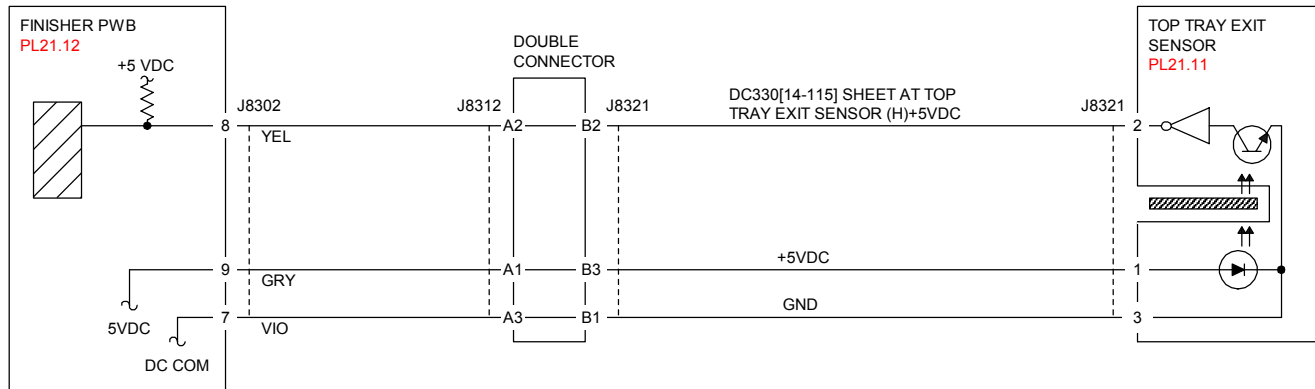 FINISHER PWB
PL21.12
+5 VDC
J8302
8
YEL
9
GRY
5VDC
7
VIO
DC COM
DOUBLE
CONNECTOR
J8312
J8321
A2
B2
A1
B3
A3
B1
DC330[14-115] SHEET AT TOP
TRAY EXIT SENSOR (H)+5VDC
+5VDC
GND
J8321
TOP TRAY EXIT
SENSOR
PL21.11
2
1
3